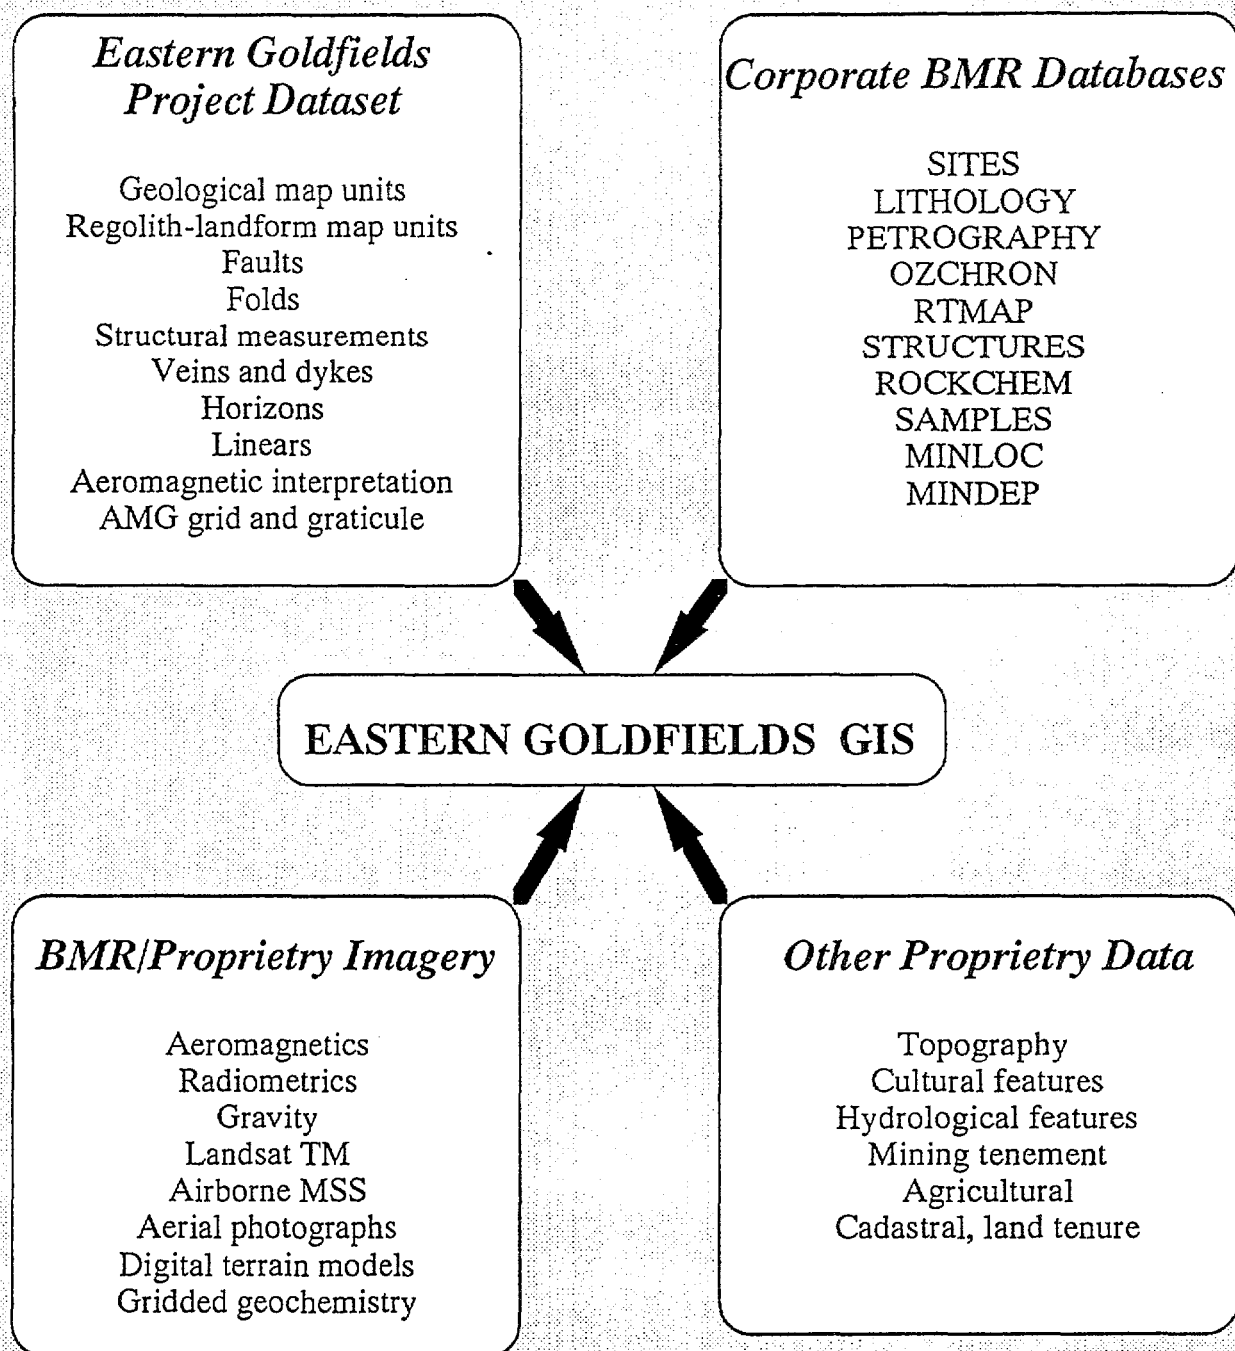 Eastern Goldfields
Project Dataset
Geological map units
Regolith-landform map units
Faults
Folds
Structural measurements
Veins and dykes
Horizons
Linears
Aeromagnetic interpretation
AMG grid and graticule
Corporate BMR Databases
SITES
LITHOLOGY
PETROGRAPHY
OZCHRON
RTMAP
STRUCTURES
ROCKCHEM
SAMPLES
MINLOC
MINDEP
EASTERN GOLDFIELDS GIS
BMR/Proprietry Imagery
Aeromagnetics
Radiometrics
Gravity
Landsat TM
Airborne MSS
Aerial photographs
Digital terrain models
Gridded geochemistry
Other Proprietry Data
Topography
Cultural features
Hydrological features
Mining tenement
Agricultural
Cadastral, land tenure